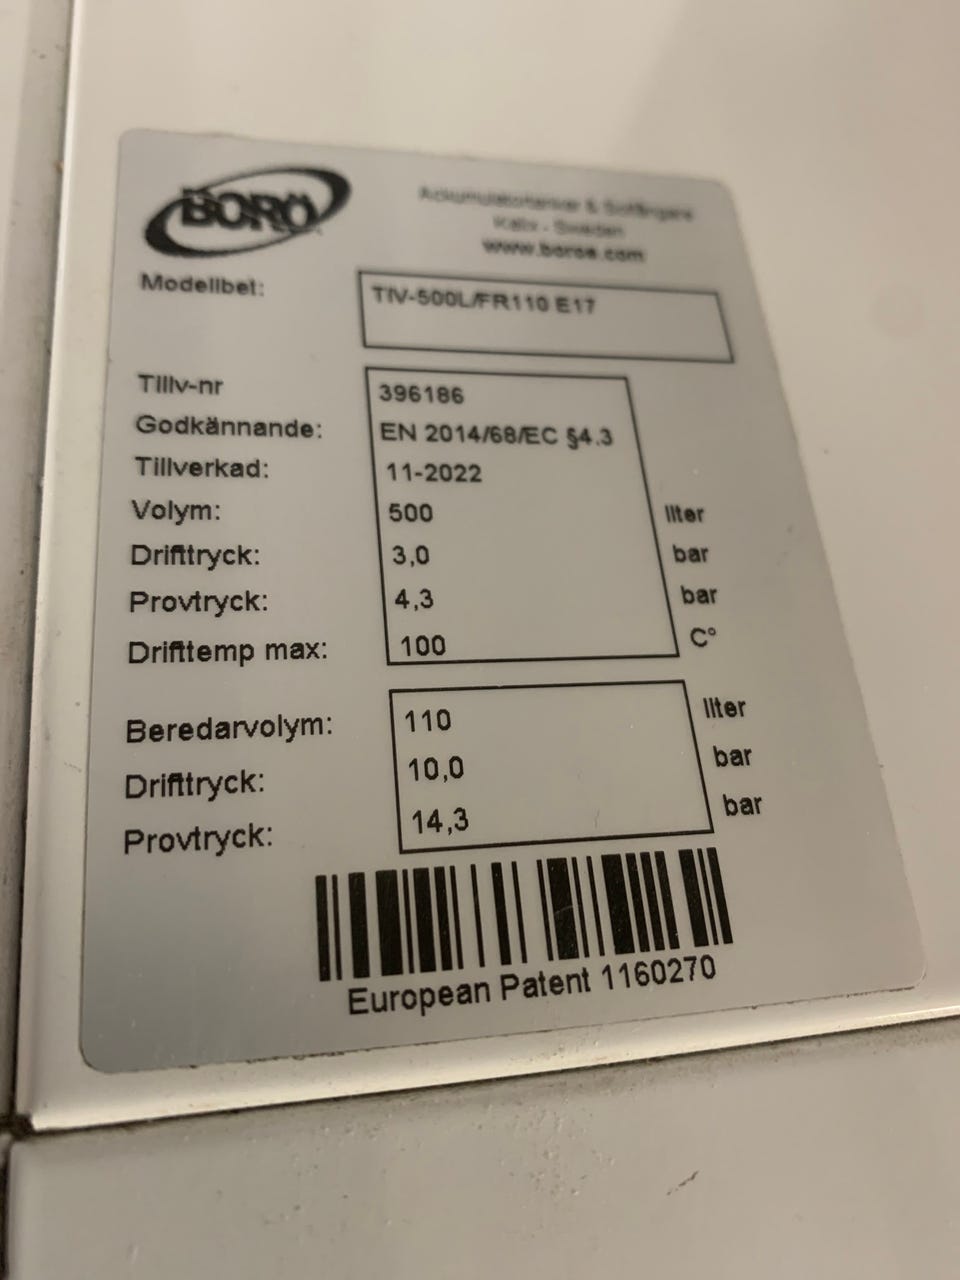 BORÖ
Ackumulatortankar & Solfångare
Kalix - Sweden
www.boroe.com
Modellbet: TIV-500L/FR110 E17
Tillv-nr 396186
Godkännande: EN 2014/68/EC §4.3
Tillverkad: 11-2022
Volym: 500 liter
Drifttryck: 3,0 bar
Provtryck: 4,3 bar
Drifttemp max: 100 C°
Beredarvolym: 110 liter
Drifttryck: 10,0 bar
Provtryck: 14,3 bar
European Patent 1160270